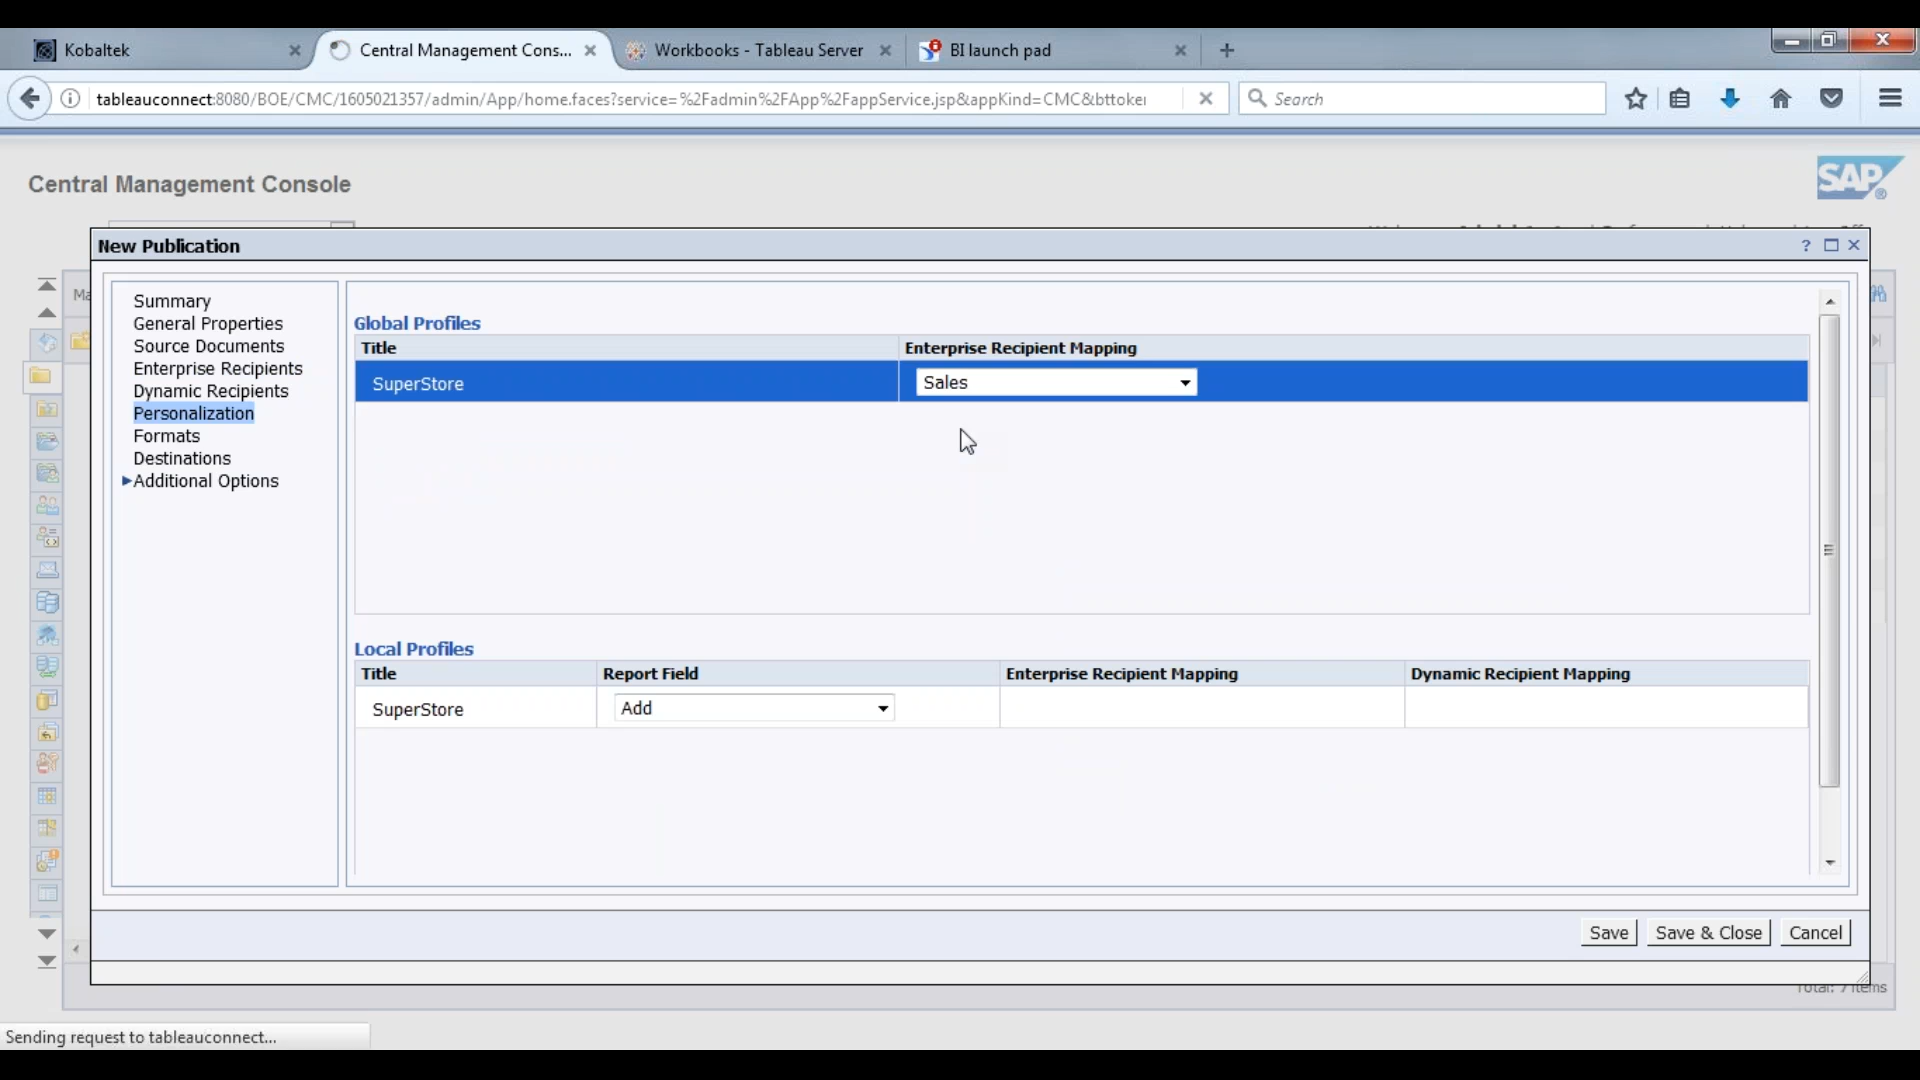 Kobaltek
Central Management Cons...
Workbooks - Tableau Server
BI launch pad
tableauconnect:8080/BOE/CMC/1605021357/admin/App/home.faces?service=%2Fadmin%2FApp%2FappService.jsp&appKind=CMC&bttoke
Search
Central Management Console
SAP
New Publication
Ma
Summary
General Properties
Source Documents
Enterprise Recipients
Dynamic Recipients
Personalization
Formats
Destinations
Additional Options
Global Profiles
Title Enterprise Recipient Mapping
SuperStore Sales
Local Profiles
Title Report Field Enterprise Recipient Mapping Dynamic Recipient Mapping
SuperStore Add
Save Save & Close Cancel
Total: 7 items
Sending request to tableauconnect...